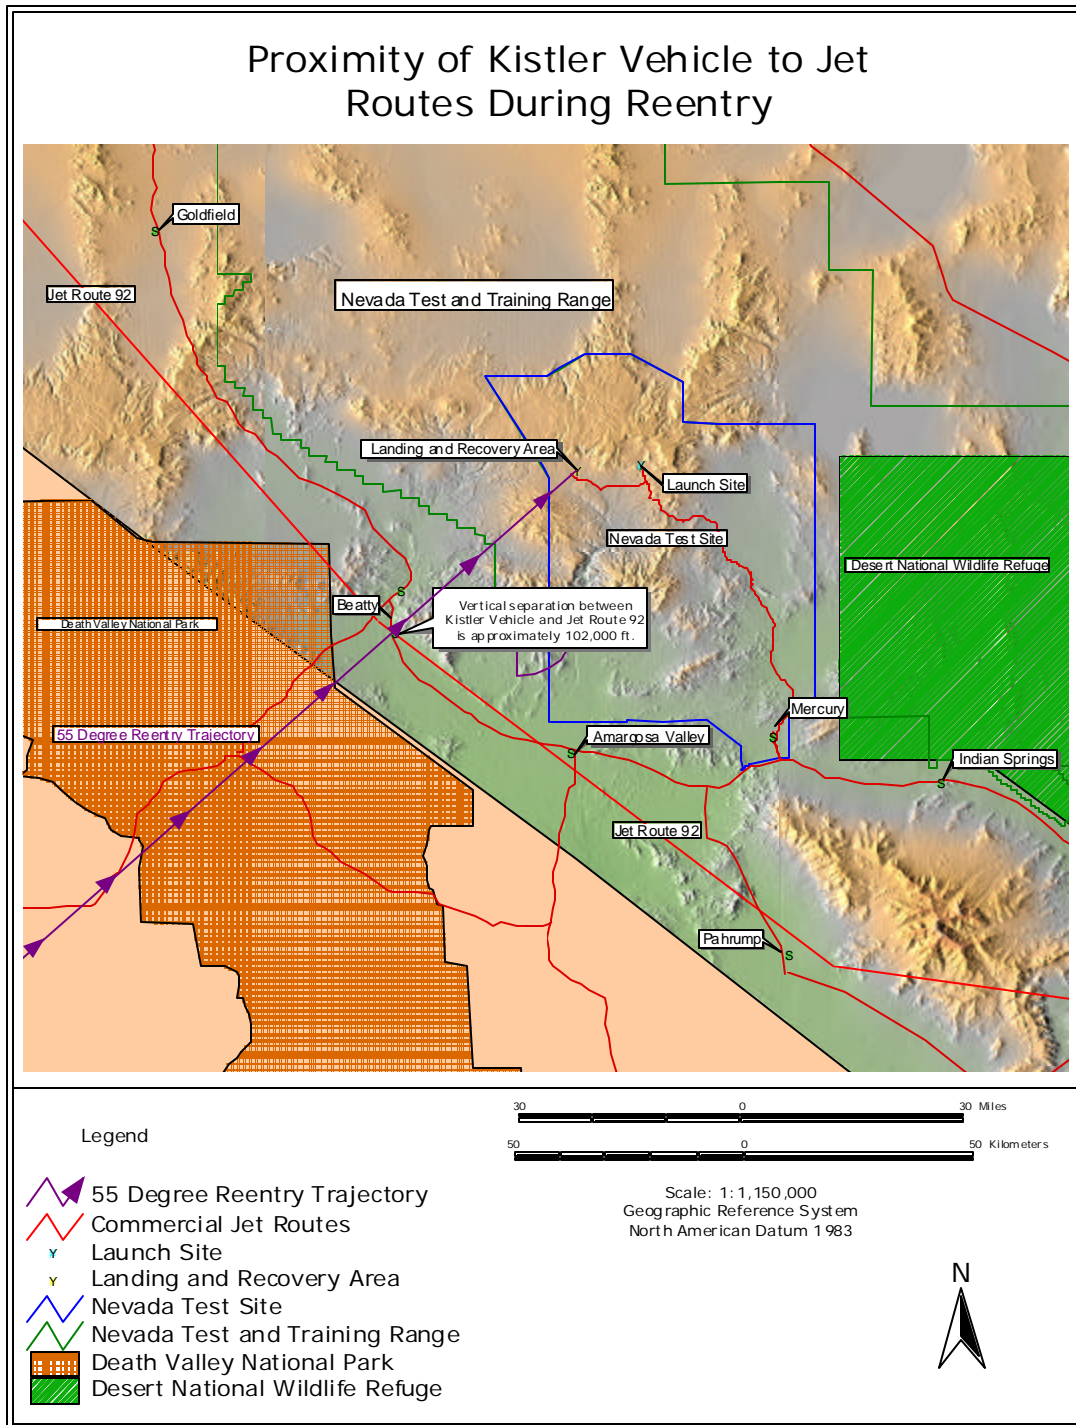 Proximity of Kistler Vehicle to Jet
Routes During Reentry
Goldfield
Jet Route 92
Nevada Test and Training Range
Landing and Recovery Area
Launch Site
Nevada Test Site
Desert National Wildlife Refuge
Beatty
Vertical separation between
Kistler Vehicle and Jet Route 92
is approximately 102,000 ft.
Death Valley National Park
55 Degree Reentry Trajectory
Mercury
Amargosa Valley
Indian Springs
Jet Route 92
Pahrump
30 0 30 Miles
50 0 50 Kilometers
Scale: 1:1,150,000
Geographic Reference System
North American Datum 1983
N
Legend
55 Degree Reentry Trajectory
Commercial Jet Routes
Y Launch Site
Y Landing and Recovery Area
Nevada Test Site
Nevada Test and Training Range
Death Valley National Park
Desert National Wildlife Refuge